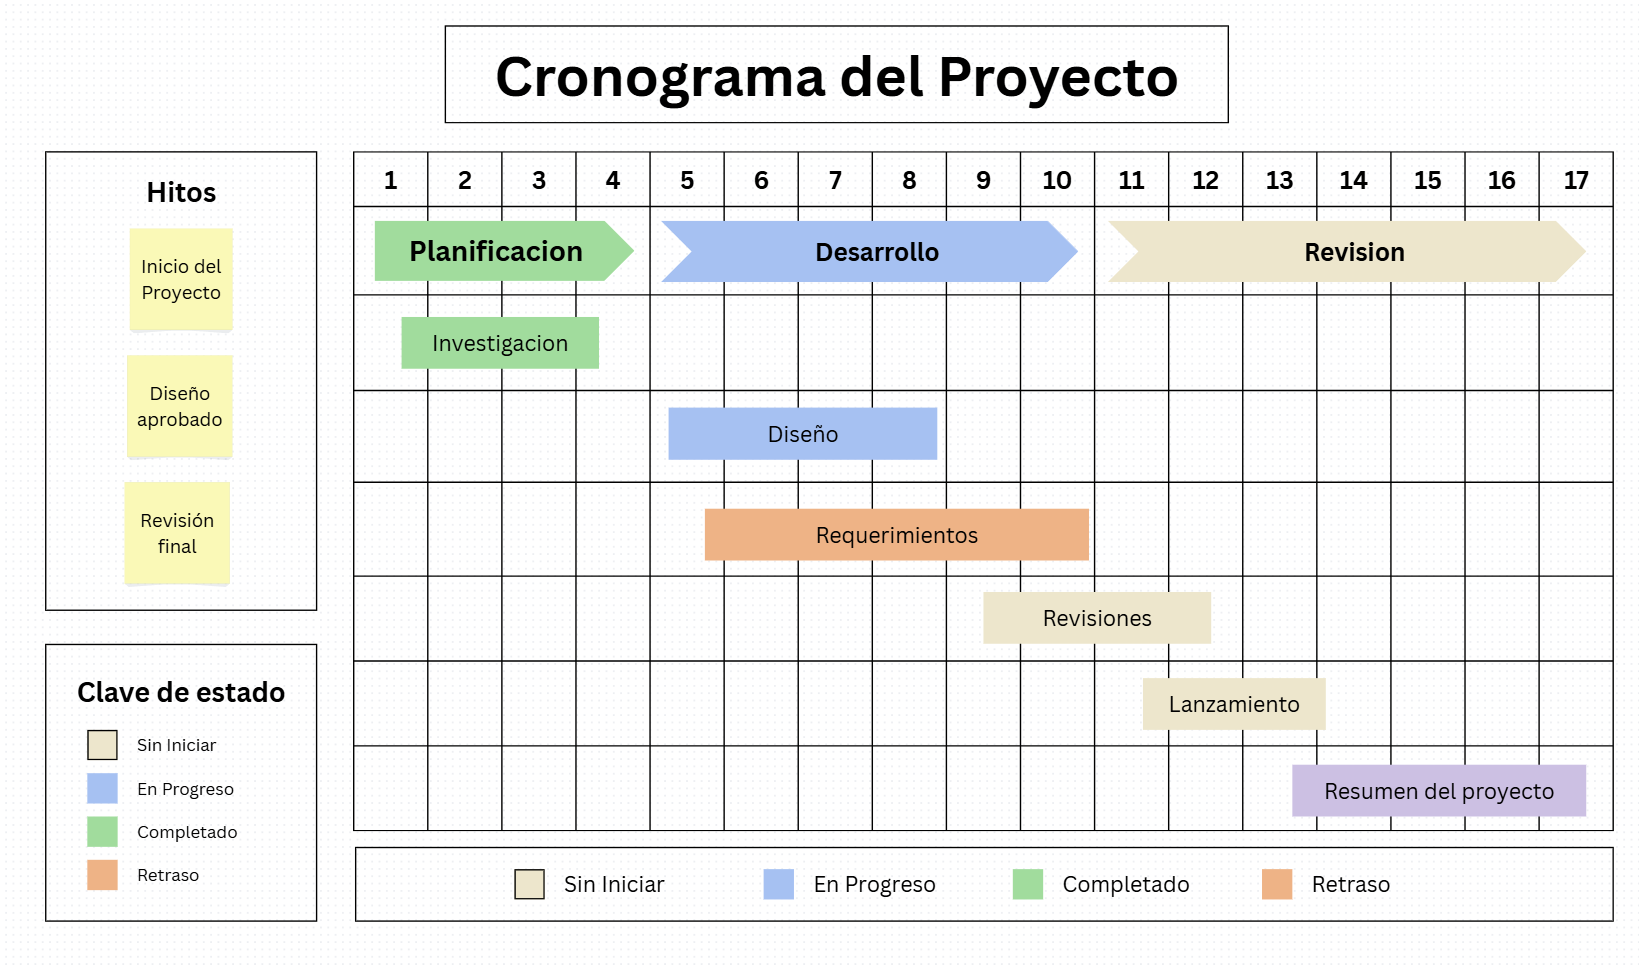 Cronograma del Proyecto
Hitos
Inicio del
Proyecto
Diseño
aprobado
Revisión
final
Clave de estado
Sin Iniciar
En Progreso
Completado
Retraso
1 2 3 4 5 6 7 8 9 10 11 12 13 14 15 16 17
Planificacion Desarrollo Revision
Investigacion
Diseño
Requerimientos
Revisiones
Lanzamiento
Resumen del proyecto
Sin Iniciar En Progreso Completado Retraso